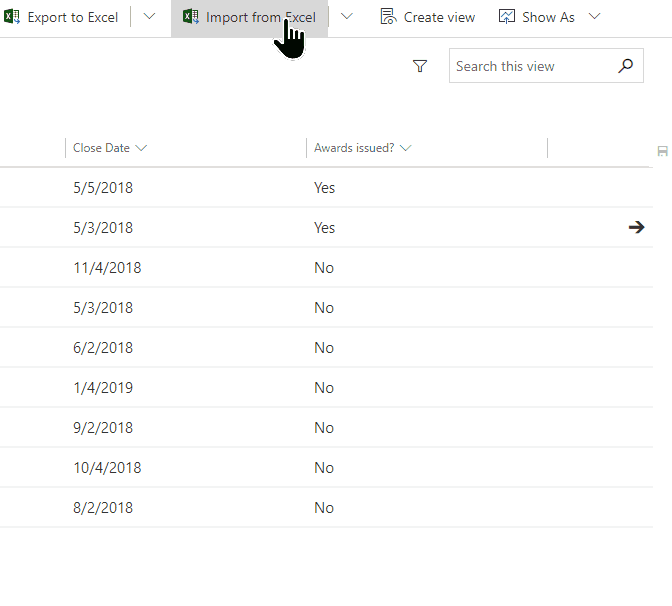 Export to Excel Import from Excel Create view Show As
Search this view
Close Date Awards issued?
5/5/2018 Yes
5/3/2018 Yes
11/4/2018 No
5/3/2018 No
6/2/2018 No
1/4/2019 No
9/2/2018 No
10/4/2018 No
8/2/2018 No